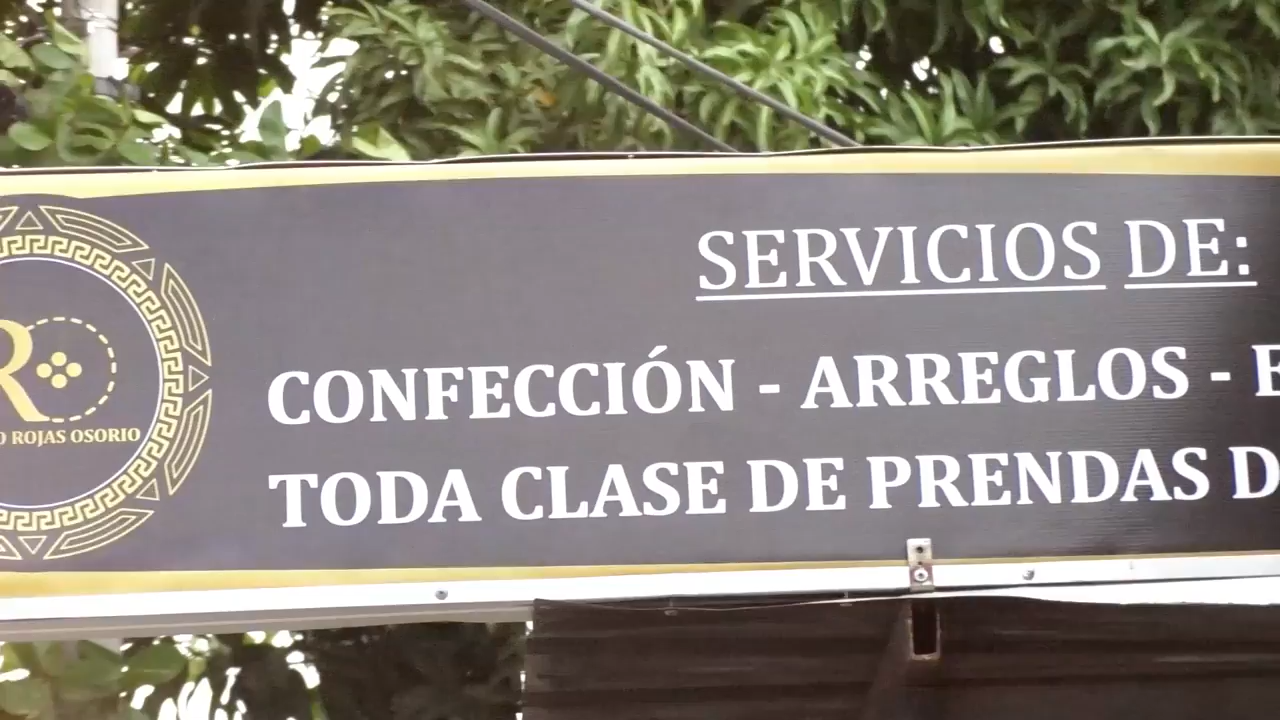 SERVICIOS DE:
R
CONFECCIÓN - ARREGLOS -
ROJAS OSORIO
TODA CLASE DE PRENDAS